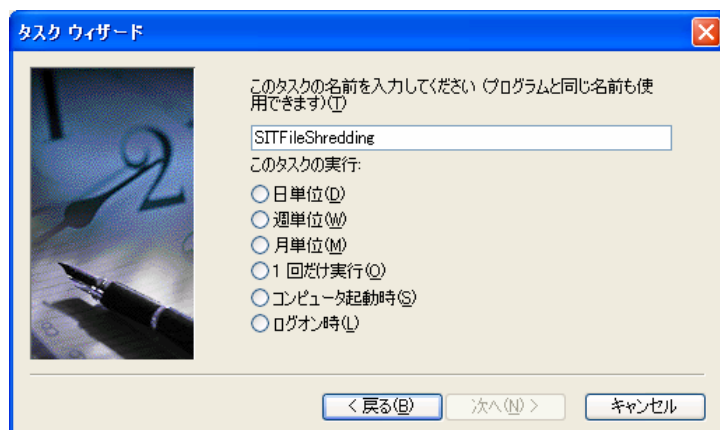 タスク ウィザード
このタスクの名前を入力してください (プログラムと同じ名前も使
用できます)(T)
SITFileShredding
このタスクの実行:
日単位(D)
週単位(W)
月単位(M)
1 回だけ実行(O)
コンピュータ起動時(S)
ログオン時(L)
< 戻る(B)
次へ(N) >
キャンセル